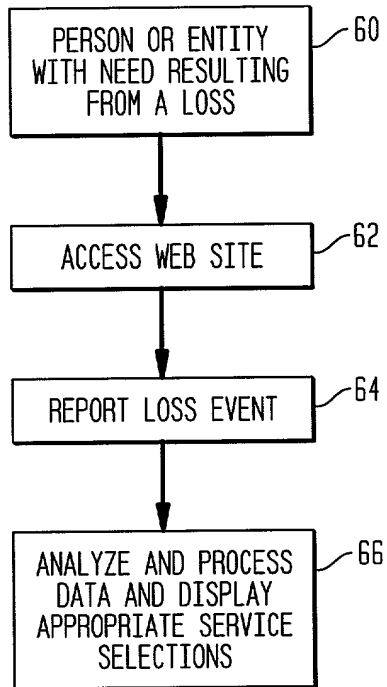 PERSON OR ENTITY
WITH NEED RESULTING
FROM A LOSS
60
ACCESS WEB SITE
62
REPORT LOSS EVENT
64
ANALYZE AND PROCESS
DATA AND DISPLAY
APPROPRIATE SERVICE
SELECTIONS
66